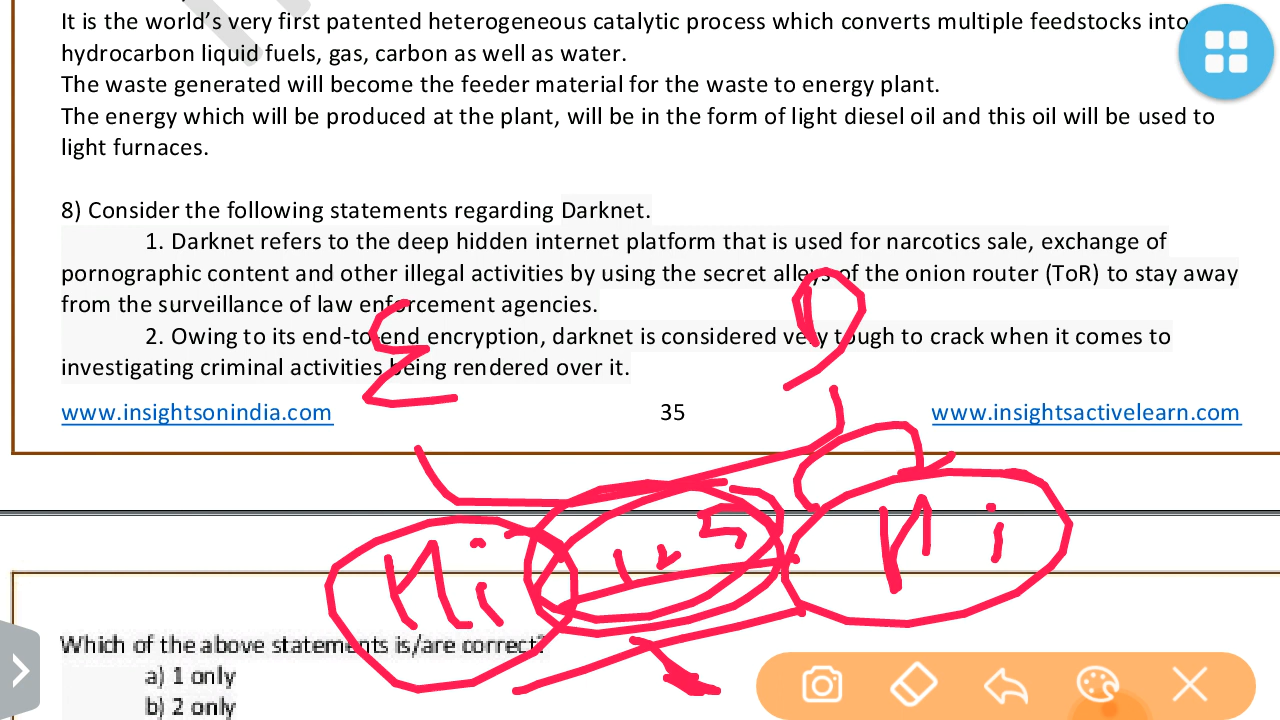 It is the world’s very first patented heterogeneous catalytic process which converts multiple feedstocks into
hydrocarbon liquid fuels, gas, carbon as well as water.
The waste generated will become the feeder material for the waste to energy plant.
The energy which will be produced at the plant, will be in the form of light diesel oil and this oil will be used to
light furnaces.
8) Consider the following statements regarding Darknet.
1. Darknet refers to the deep hidden internet platform that is used for narcotics sale, exchange of
pornographic content and other illegal activities by using the secret alleys of the onion router (ToR) to stay away
from the surveillance of law enforcement agencies.
2. Owing to its end-to-end encryption, darknet is considered very tough to crack when it comes to
investigating criminal activities being rendered over it.
www.insightsonindia.com 35 www.insightsactivelearn.com
Which of the above statements is/are correct?
a) 1 only
b) 2 only